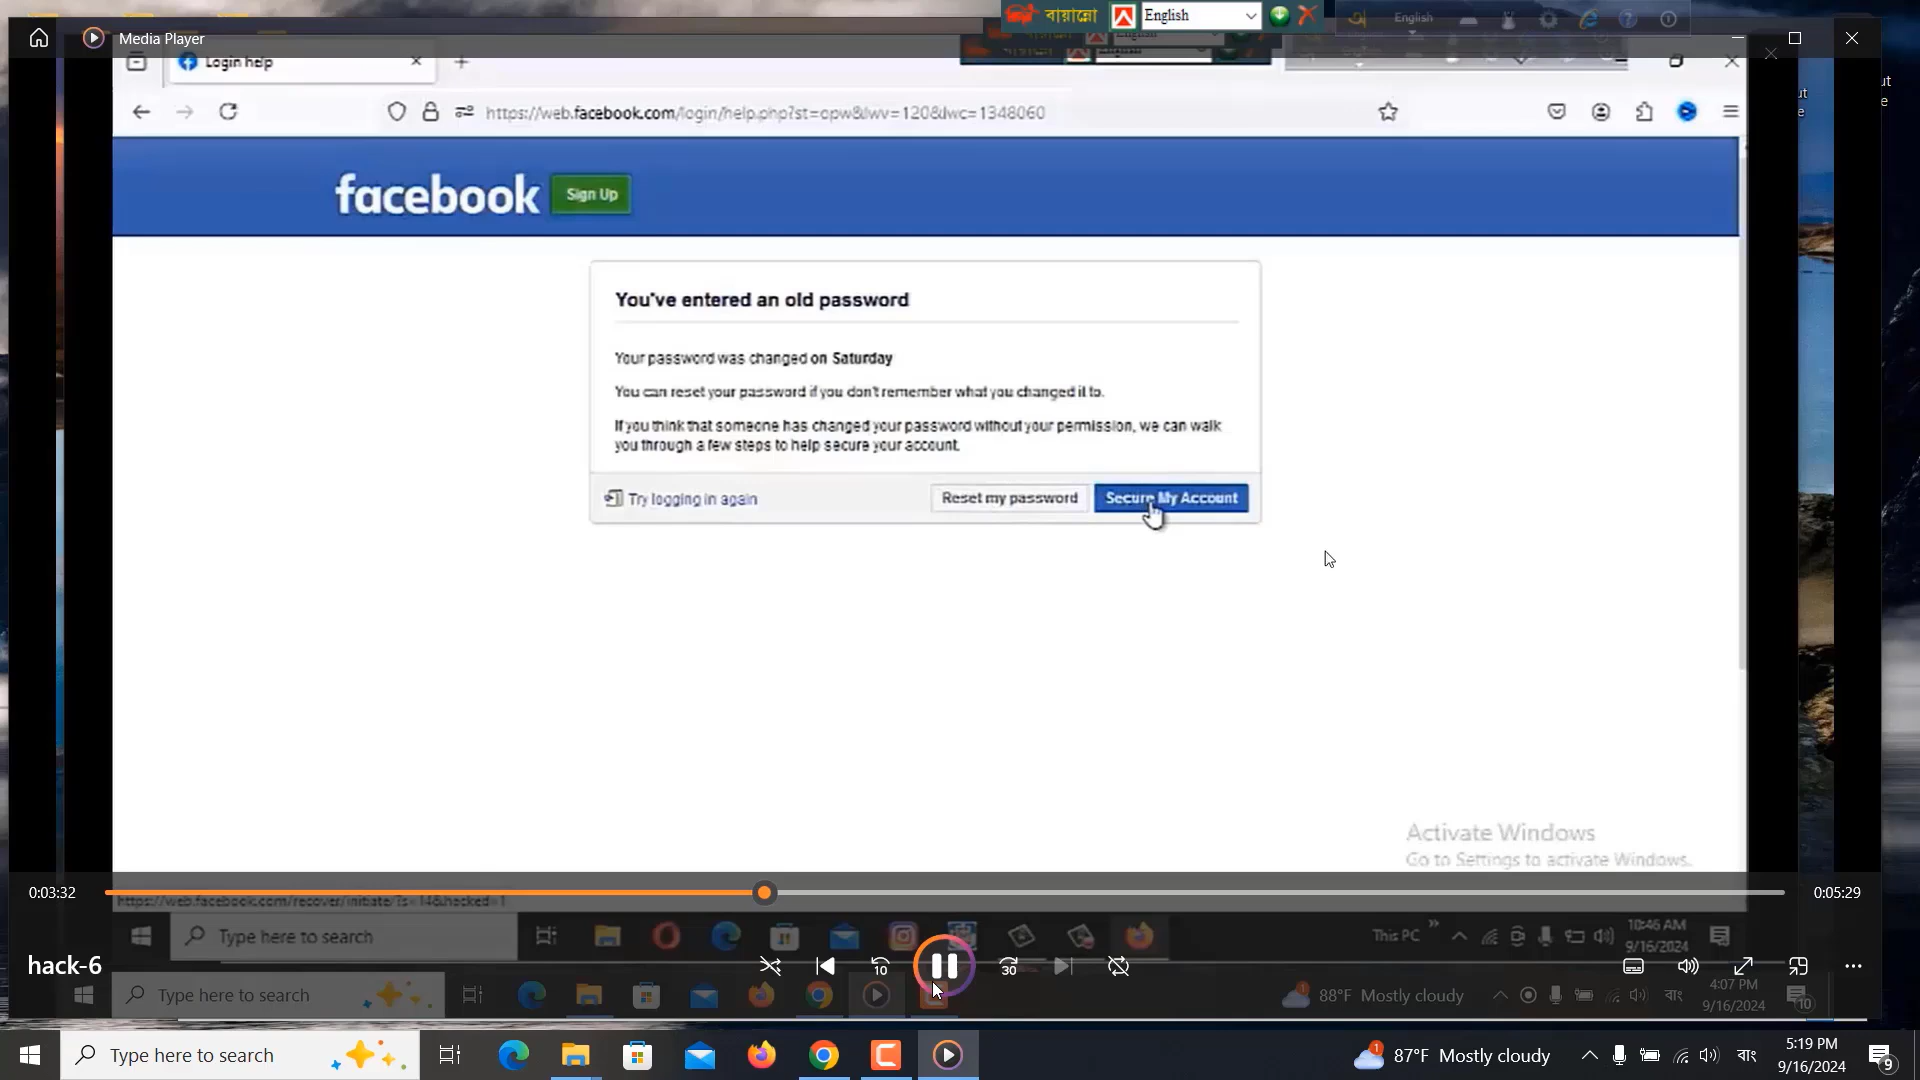 বায়ান্নো
English
English
Media Player
Login help
https://web.facebook.com/login/help.php?st=opw&lwv=120&lwc=1348060
facebook
Sign Up
You've entered an old password
Your password was changed on Saturday
You can reset your password if you don't remember what you changed it to.
If you think that someone has changed your password without your permission, we can walk
you through a few steps to help secure your account.
Try logging in again
Reset my password
Secure My Account
Activate Windows
Go to Settings to activate Windows.
0:03:32
0:05:29
Type here to search
This PC
10:46 AM
9/16/2024
hack-6
10
30
Type here to search
88°F Mostly cloudy
বাং
4:07 PM
9/16/2024
10
Type here to search
1
87°F Mostly cloudy
বাং
5:19 PM
9/16/2024
9